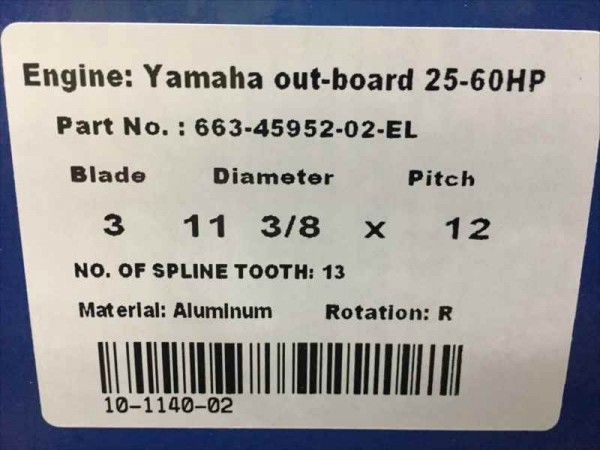 Engine: Yamaha out-board 25-60HP
Part No. : 663-45952-02-EL
Blade Diameter Pitch
3 11 3/8 x 12
NO. OF SPLINE TOOTH: 13
Material: Aluminum Rotation: R
10-1140-02